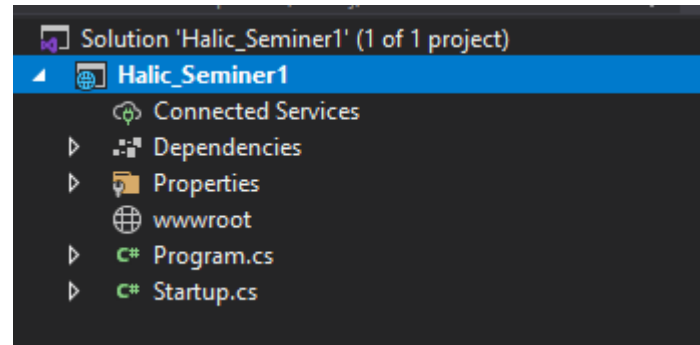 Solution 'Halic_Seminer1' (1 of 1 project)
Halic_Seminer1
Connected Services
Dependencies
Properties
wwwroot
C# Program.cs
C# Startup.cs